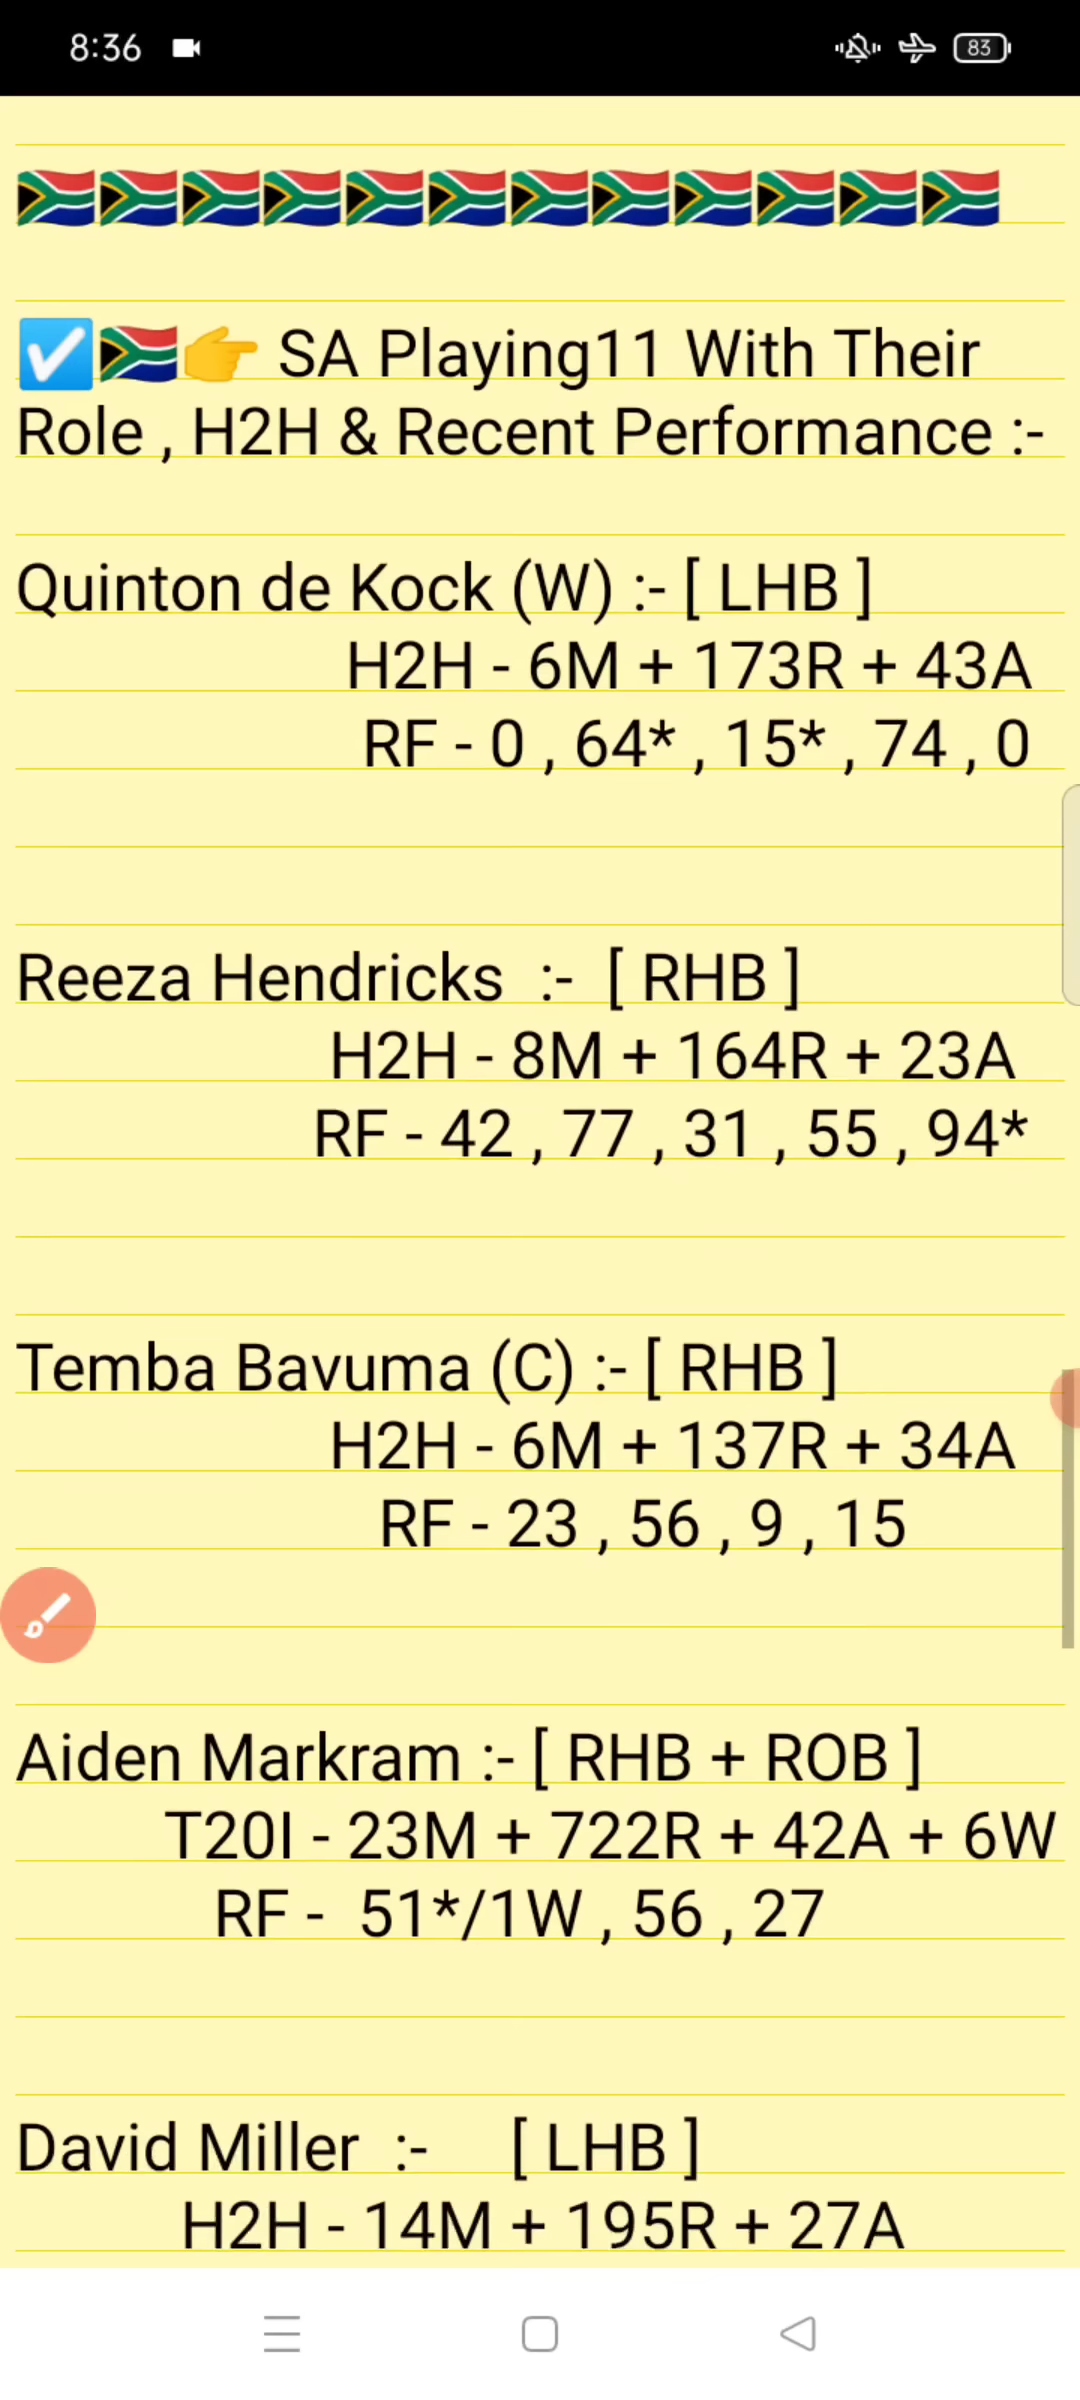 8:36 83
☑️🇿🇦👉 SA Playing11 With Their
Role , H2H & Recent Performance :-
Quinton de Kock (W) :- [ LHB ]
H2H - 6M + 173R + 43A
RF - 0 , 64* , 15* , 74 , 0
Reeza Hendricks :- [ RHB ]
H2H - 8M + 164R + 23A
RF - 42 , 77 , 31 , 55 , 94*
Temba Bavuma (C) :- [ RHB ]
H2H - 6M + 137R + 34A
RF - 23 , 56 , 9 , 15
Aiden Markram :- [ RHB + ROB ]
T20I - 23M + 722R + 42A + 6W
RF - 51*/1W , 56 , 27
David Miller :- [ LHB ]
H2H - 14M + 195R + 27A